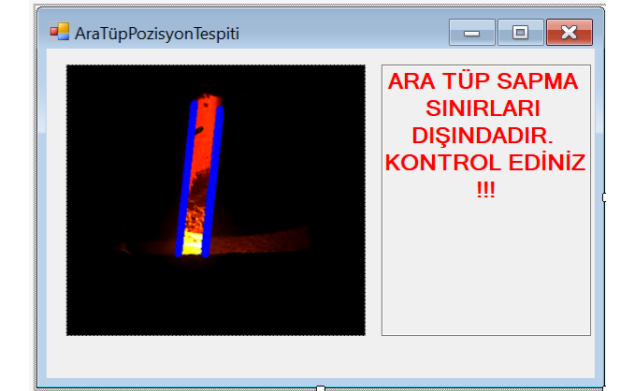 AraTüpPozisyonTespiti
ARA TÜP SAPMA
SINIRLARI
DIŞINDADIR.
KONTROL EDİNİZ
!!!